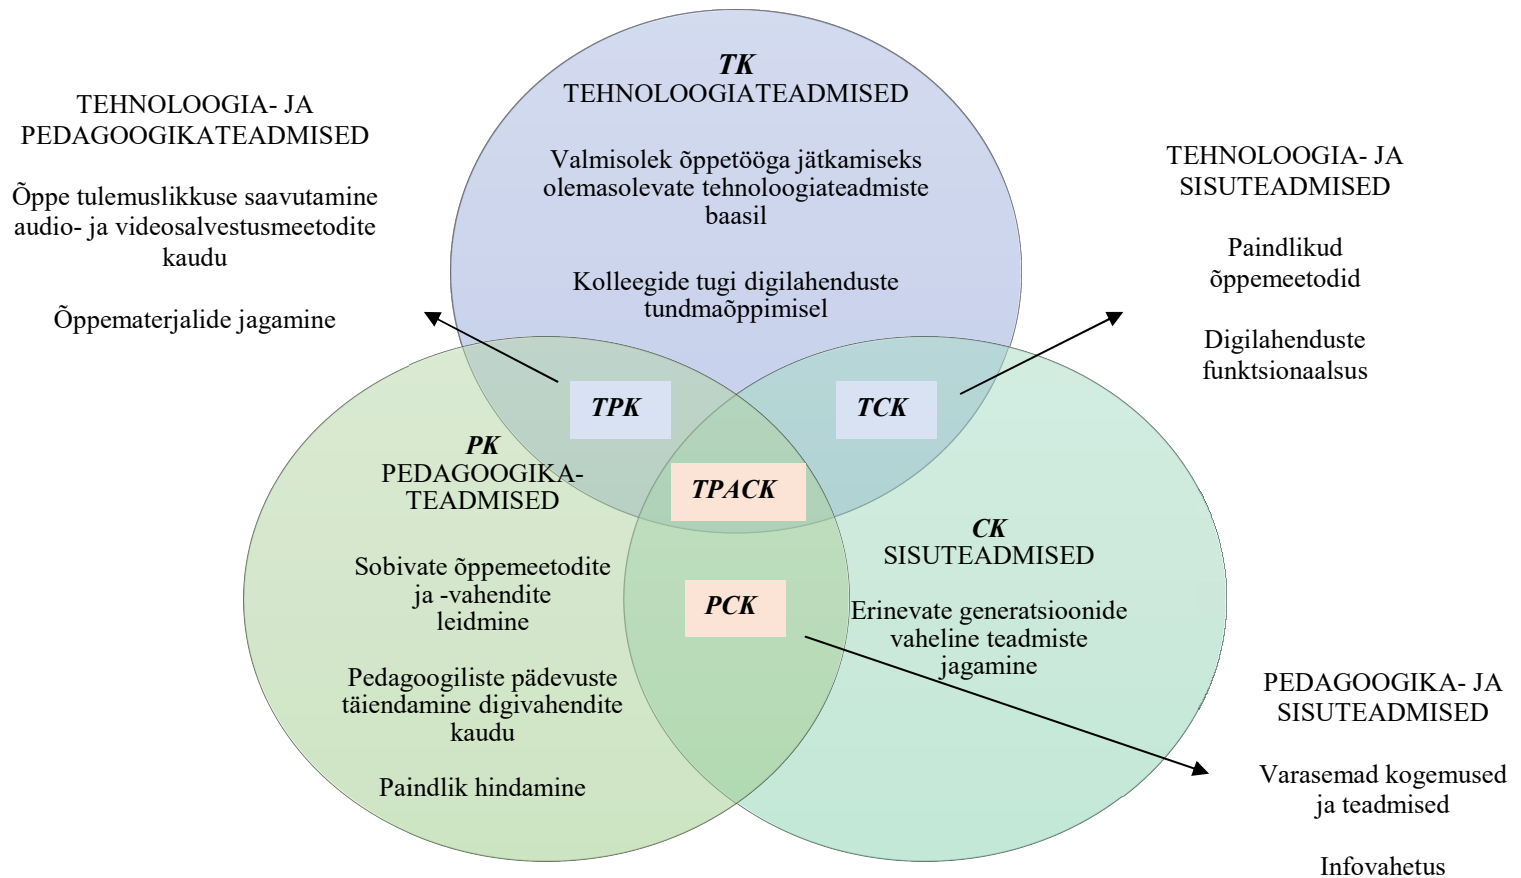 TK
TEHNOLOOGIATEADMISED
Valmisolek õppetööga jätkamiseks
olemasolevate tehnoloogiateadmiste
baasil
Kolleegide tugi digilahenduste
tundmaõppimisel
TEHNOLOOGIA- JA
PEDAGOOGIKATEADMISED
Õppe tulemuslikkuse saavutamine
audio- ja videosalvestusmeetodite
kaudu
Õppematerjalide jagamine
TEHNOLOOGIA- JA
SISUTEADMISED
Paindlikud
õppemeetodid
Digilahenduste
funktsionaalsus
TPK
TCK
TPACK
PCK
PK
PEDAGOOGIKA-
TEADMISED
Sobivate õppemeetodite
ja -vahendite
leidmine
Pedagoogiliste pädevuste
täiendamine digivahendite
kaudu
Paindlik hindamine
CK
SISUTEADMISED
Erinevate generatsioonide
vaheline teadmiste
jagamine
PEDAGOOGIKA- JA
SISUTEADMISED
Varasemad kogemused
ja teadmised
Infovahetus